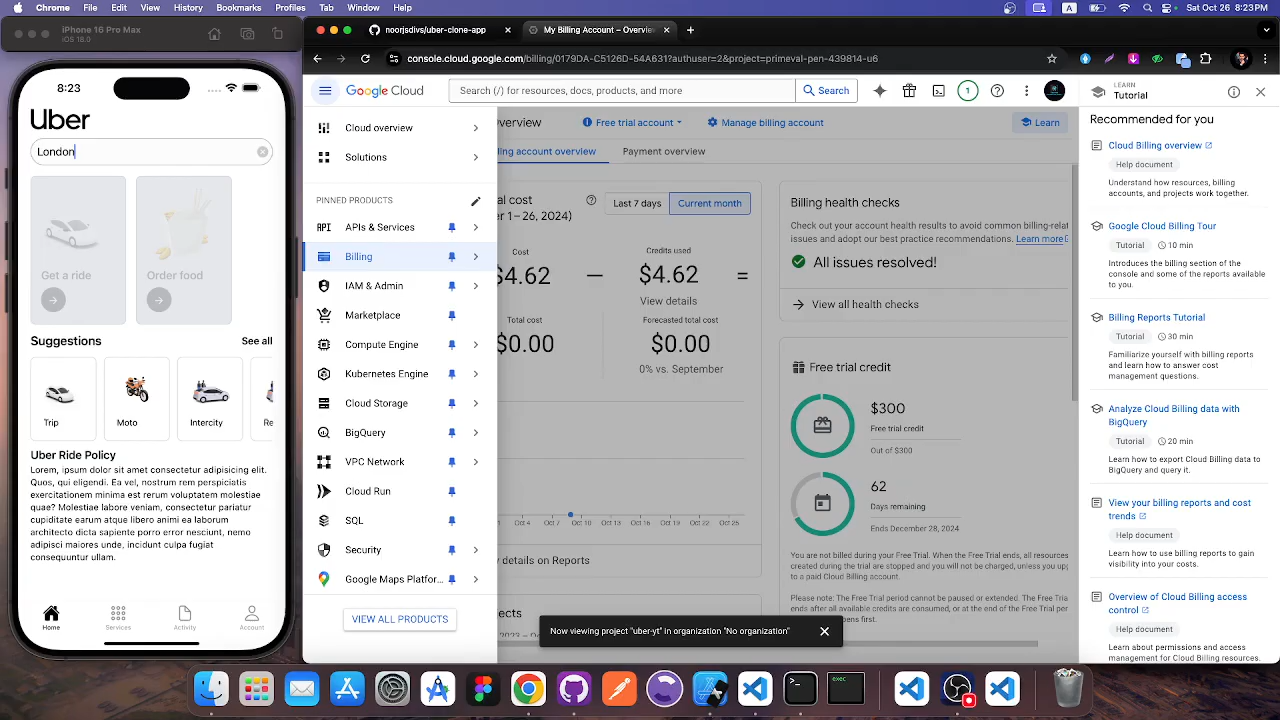 Chrome File Edit View History Bookmarks Profiles Tab Window Help
A
Sat Oct 26 8:23 PM
iPhone 16 Pro Max
iOS 18.0
noorjsdivs/uber-clone-app
My Billing Account – Overview
console.cloud.google.com/billing/0179DA-C5126D-54A631?authuser=2&project=primeval-pen-439414-u6
8:23
Uber
London
Get a ride
Order food
Suggestions
See all
Trip
Moto
Intercity
Re
Uber Ride Policy
Lorem, ipsum dolor sit amet consectetur adipisicing elit.
Quos, qui eligendi. Ea vel, nostrum rem perspiciatis
exercitationem minima est rerum voluptatem molestiae
quae? Molestias labore veniam, consectetur pariatur
cupiditate earum atque libero animi ea laborum
architecto dicta sapiente porro, nesciunt tempore, nemo
adipisci maiores unde, incidunt culpa fugiat
consequuntur ullam.
Home
Services
Activity
Account
Google Cloud
Search (/) for resources, docs, products, and more
Search
1
Cloud overview
Solutions
PINNED PRODUCTS
APIs & Services
Billing
IAM & Admin
Marketplace
Compute Engine
Kubernetes Engine
Cloud Storage
BigQuery
VPC Network
Cloud Run
SQL
Security
Google Maps Platfor...
VIEW ALL PRODUCTS
verview
Free trial account
Manage billing account
Learn
ling account overview
Payment overview
tal cost
er 1 – 26, 2024)
Last 7 days
Current month
Cost
Credits used
$4.62
—
$4.62
=
View details
Total cost
Forecasted total cost
$0.00
$0.00
0% vs. September
1
Oct 4
Oct 7
Oct 10
Oct 13
Oct 16
Oct 19
Oct 22
Oct 25
details on Reports
Billing health checks
Check out your account health results to avoid common billing-relat
issues and adopt our best practice recommendations. Learn more
All issues resolved!
View all health checks
Free trial credit
$300
Free trial credit
Out of $300
62
Days remaining
Ends December 28, 2024
You are not billed during your Free Trial. When the Free Trial ends, all resources
created during the trial are stopped and you will not be charged, unless you up
to a paid Cloud Billing account.
Please note: The Free Trial period cannot be paused or extended. The Free Tri
ends after all available credits are consumed, or at the end of the Free Trial per
pens first.
Now viewing project "uber-yt" in organization "No organization"
LEARN
Tutorial
Recommended for you
Cloud Billing overview
Help document
Understand how resources, billing
accounts, and projects work together.
Google Cloud Billing Tour
Tutorial 10 min
Introduces the billing section of the
console and some of the reports available
to you.
Billing Reports Tutorial
Tutorial 30 min
Familiarize yourself with billing reports
and learn how to answer cost
management questions.
Analyze Cloud Billing data with
BigQuery
Tutorial 20 min
Learn how to export Cloud Billing data to
BigQuery and query it.
View your billing reports and cost
trends
Help document
Learn how to use billing reports to gain
visibility into your costs.
Overview of Cloud Billing access
control
Help document
Learn about permissions and access
management for Cloud Billing resources.
exec